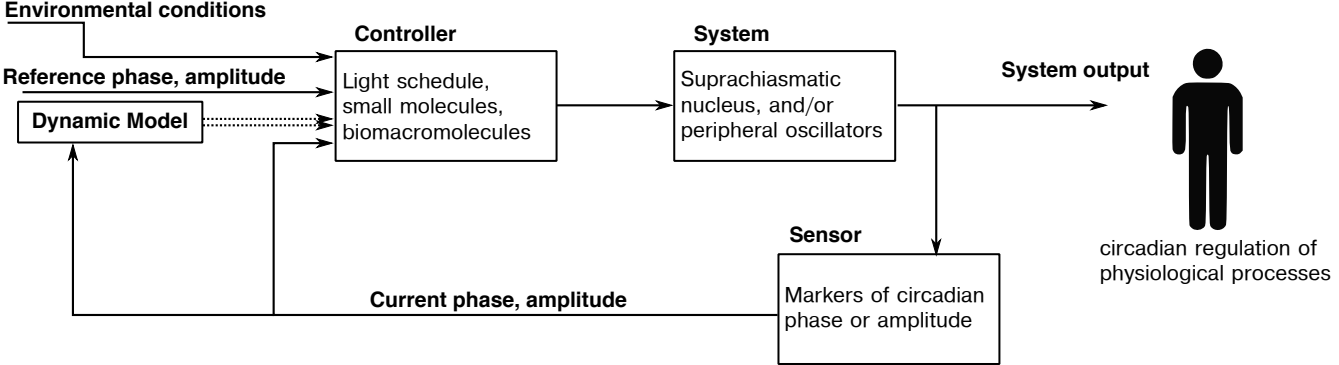 Environmental conditions
Reference phase, amplitude
Dynamic Model
Controller
Light schedule,
small molecules,
biomacromolecules
System
Suprachiasmatic
nucleus, and/or
peripheral oscillators
System output
circadian regulation of
physiological processes
Sensor
Markers of circadian
phase or amplitude
Current phase, amplitude